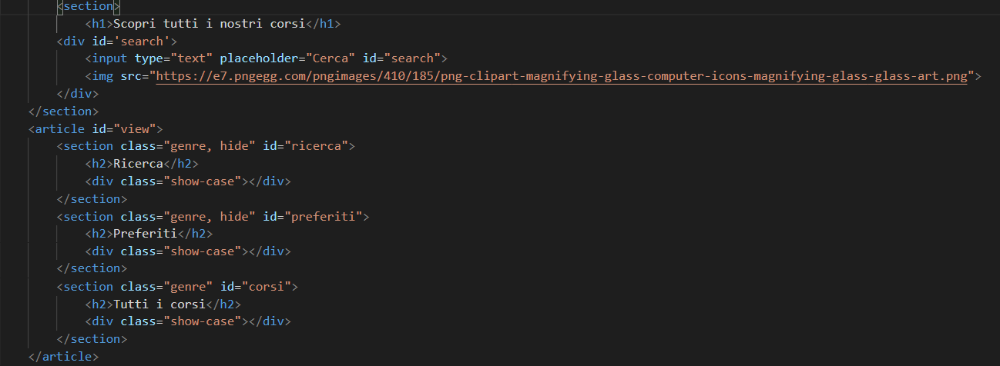 <section>
<h1>Scopri tutti i nostri corsi</h1>
<div id='search'>
<input type="text" placeholder="Cerca" id="search">
<img src="https://e7.pngegg.com/pngimages/410/185/png-clipart-magnifying-glass-computer-icons-magnifying-glass-glass-art.png">
</div>
</section>
<article id="view">
<section class="genre, hide" id="ricerca">
<h2>Ricerca</h2>
<div class="show-case"></div>
</section>
<section class="genre, hide" id="preferiti">
<h2>Preferiti</h2>
<div class="show-case"></div>
</section>
<section class="genre" id="corsi">
<h2>Tutti i corsi</h2>
<div class="show-case"></div>
</section>
</article>